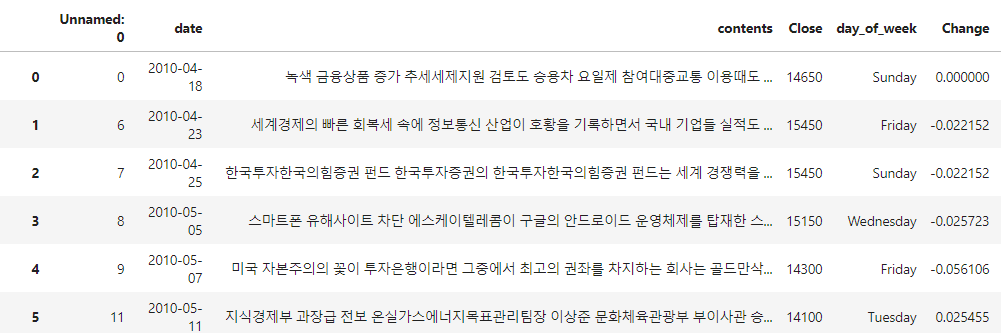 Unnamed: 0 date contents Close day_of_week Change
0 0 2010-04-18 녹색 금융상품 증가 추세세제지원 검토도 승용차 요일제 참여대중교통 이용때도 ... 14650 Sunday 0.000000
1 6 2010-04-23 세계경제의 빠른 회복세 속에 정보통신 산업이 호황을 기록하면서 국내 기업들 실적도 ... 15450 Friday -0.022152
2 7 2010-04-25 한국투자한국의힘증권 펀드 한국투자증권의 한국투자한국의힘증권 펀드는 세계 경쟁력을 ... 15450 Sunday -0.022152
3 8 2010-05-05 스마트폰 유해사이트 차단 에스케이텔레콤이 구글의 안드로이드 운영체제를 탑재한 스... 15150 Wednesday -0.025723
4 9 2010-05-07 미국 자본주의의 꽃이 투자은행이라면 그중에서 최고의 권좌를 차지하는 회사는 골드만삭... 14300 Friday -0.056106
5 11 2010-05-11 지식경제부 과장급 전보 온실가스에너지목표관리팀장 이상준 문화체육관광부 부이사관 승... 14100 Tuesday 0.025455